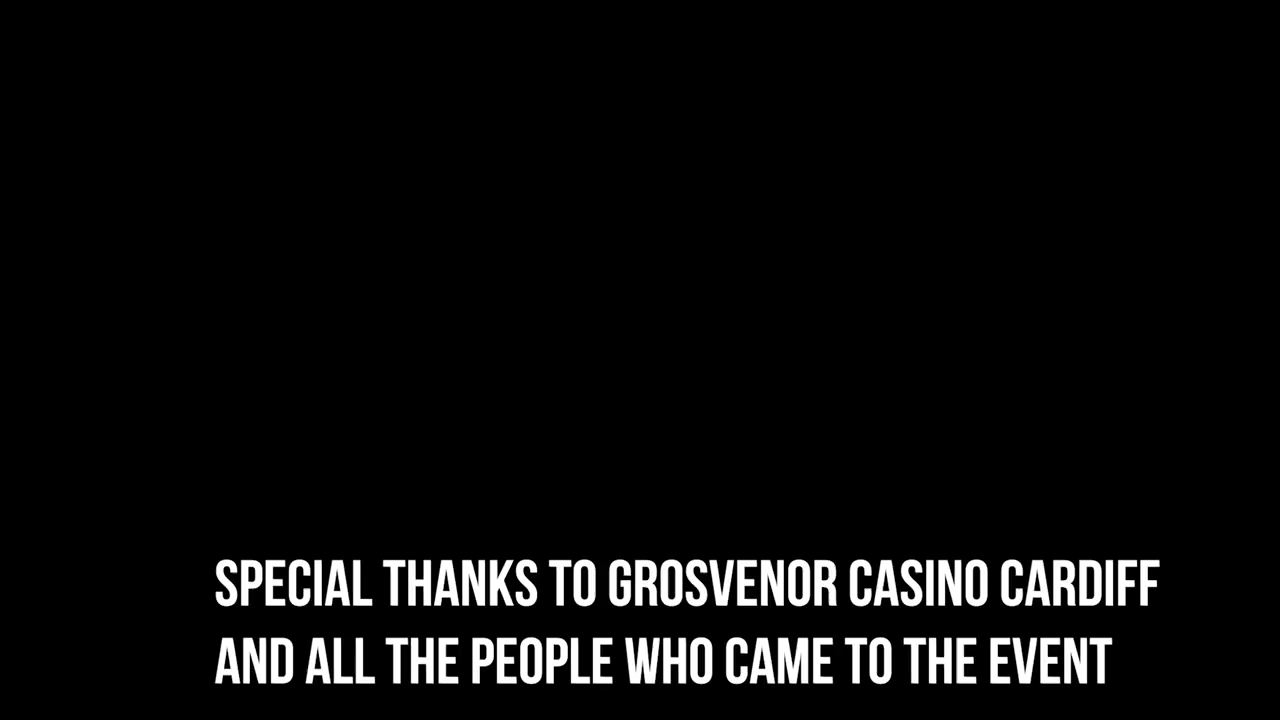 SPECIAL THANKS TO GROSVENOR CASINO CARDIFF
AND ALL THE PEOPLE WHO CAME TO THE EVENT